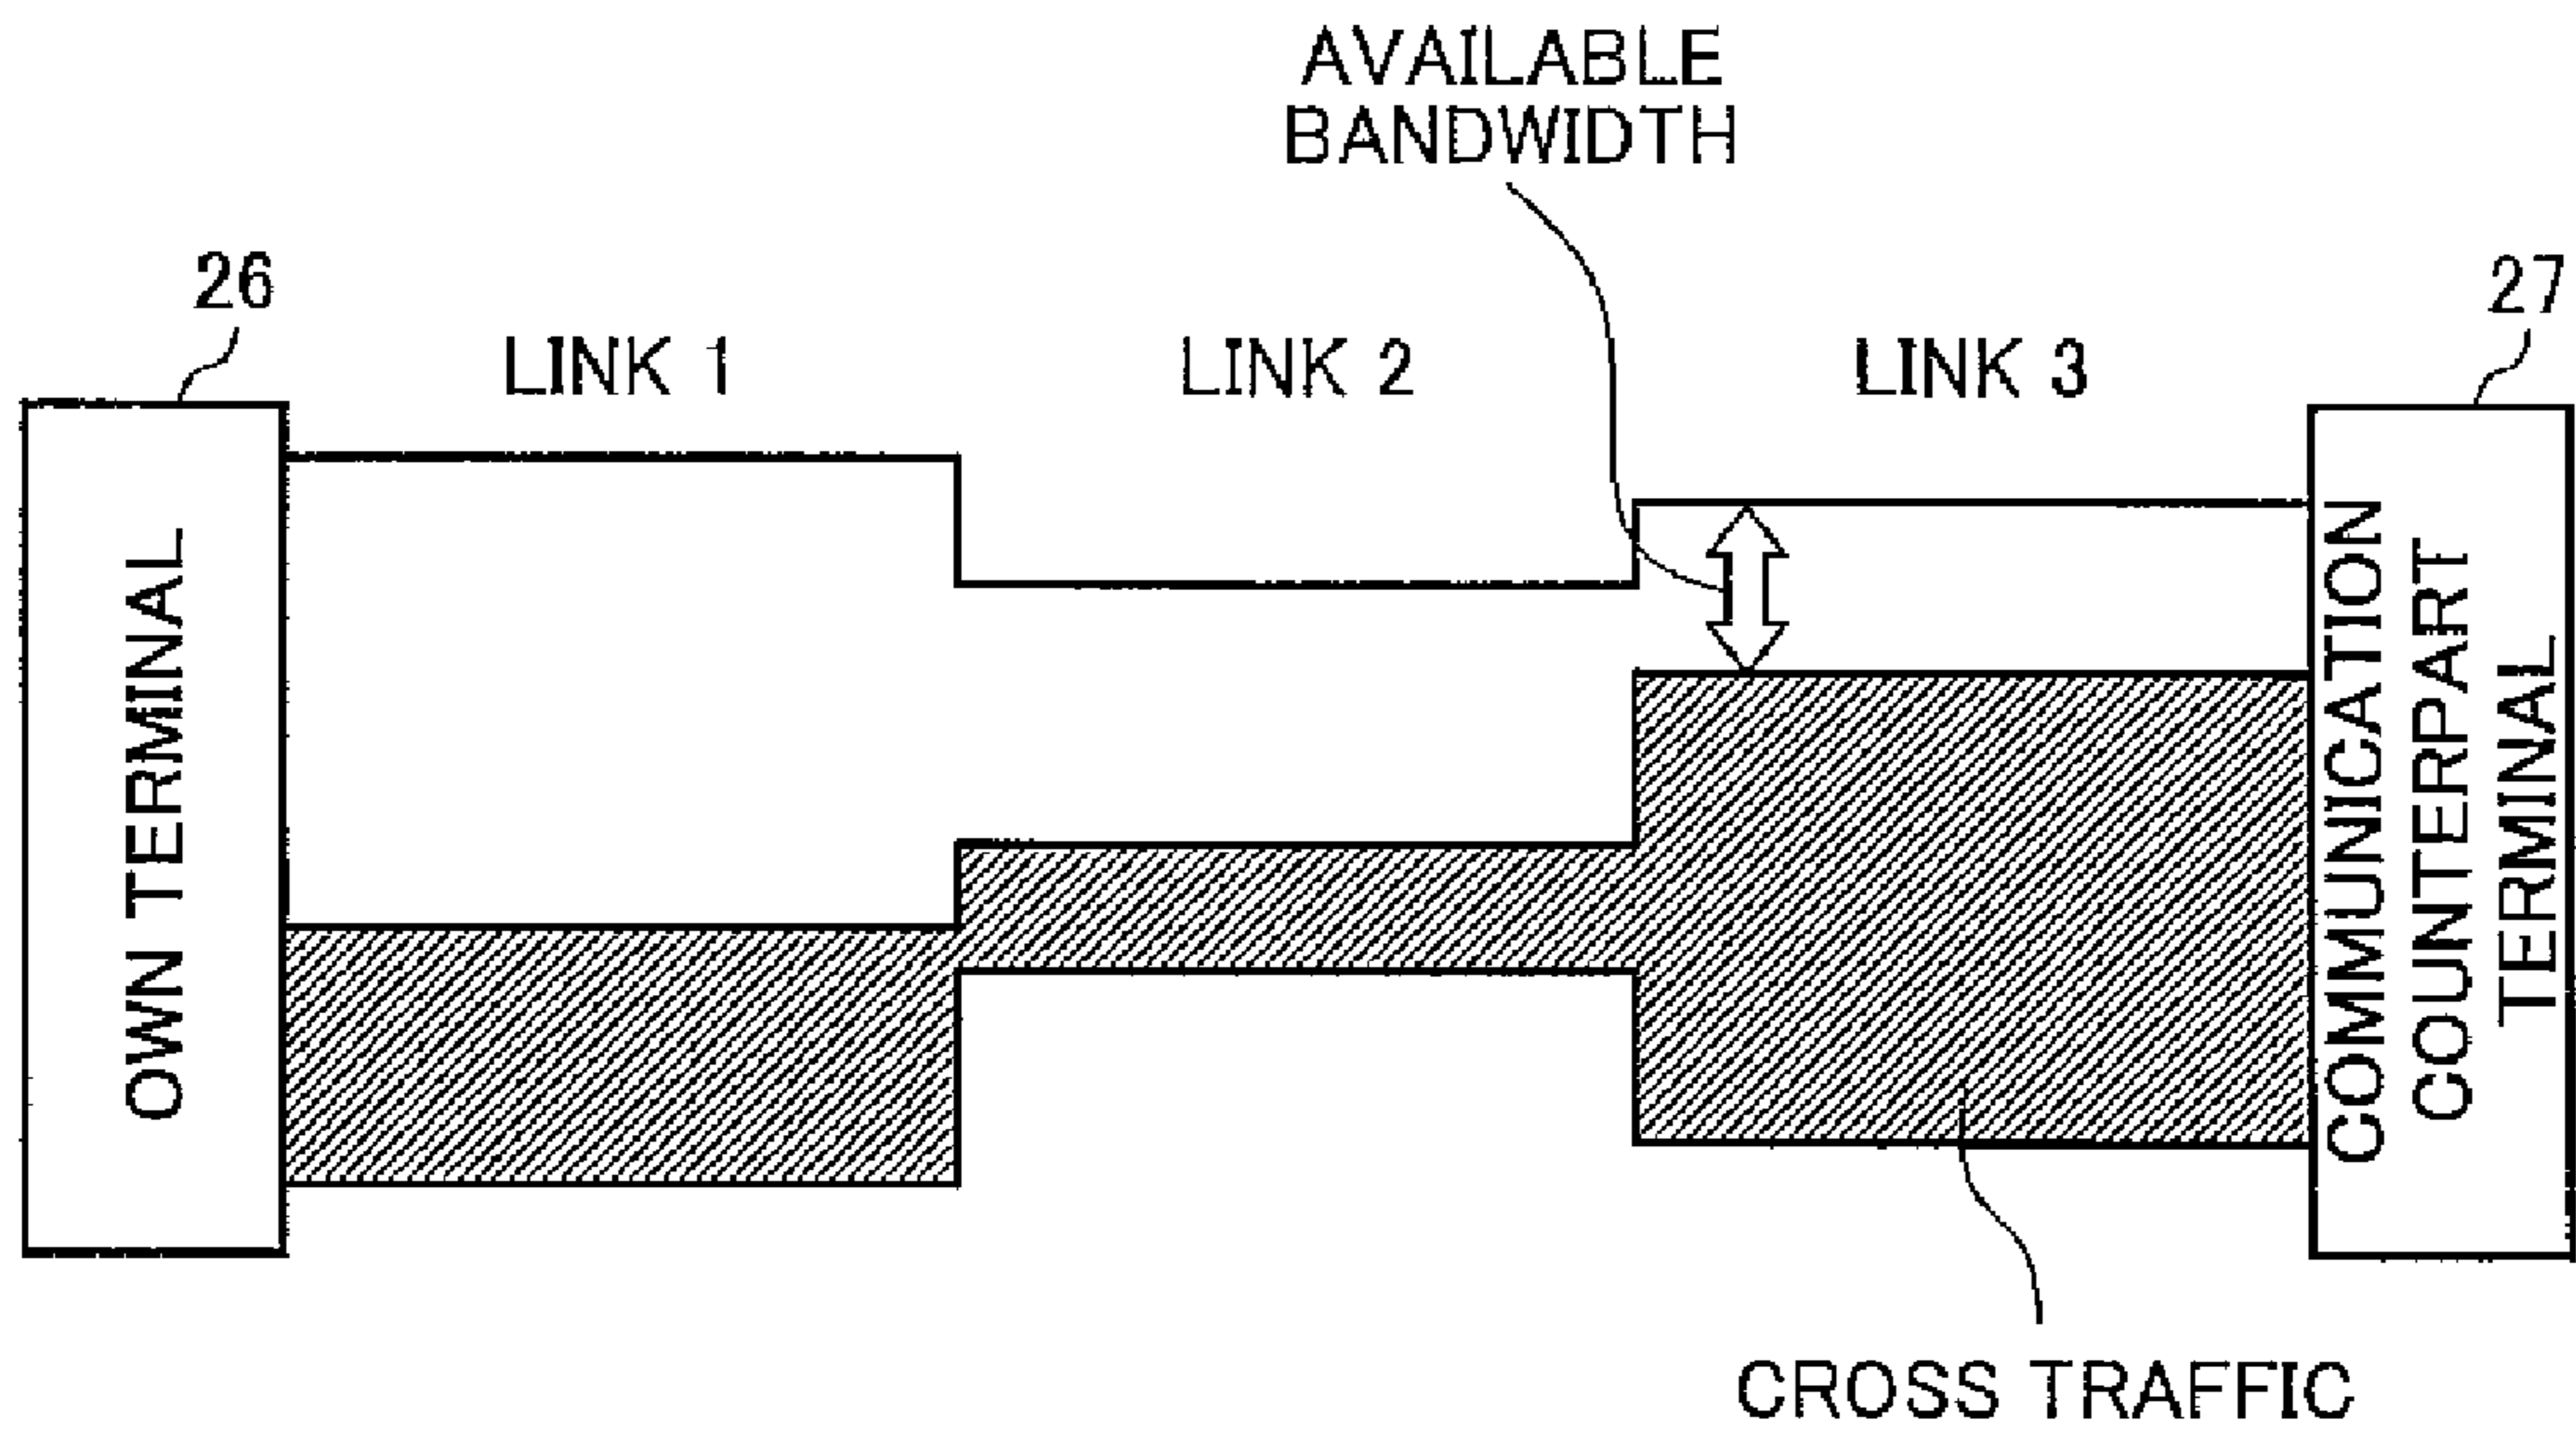 AVAILABLE
BANDWIDTH
26
27
LINK 1
LINK 2
LINK 3
OWN TERMINAL
COMMUNICATION
COUNTERPART
TERMINAL
CROSS TRAFFIC